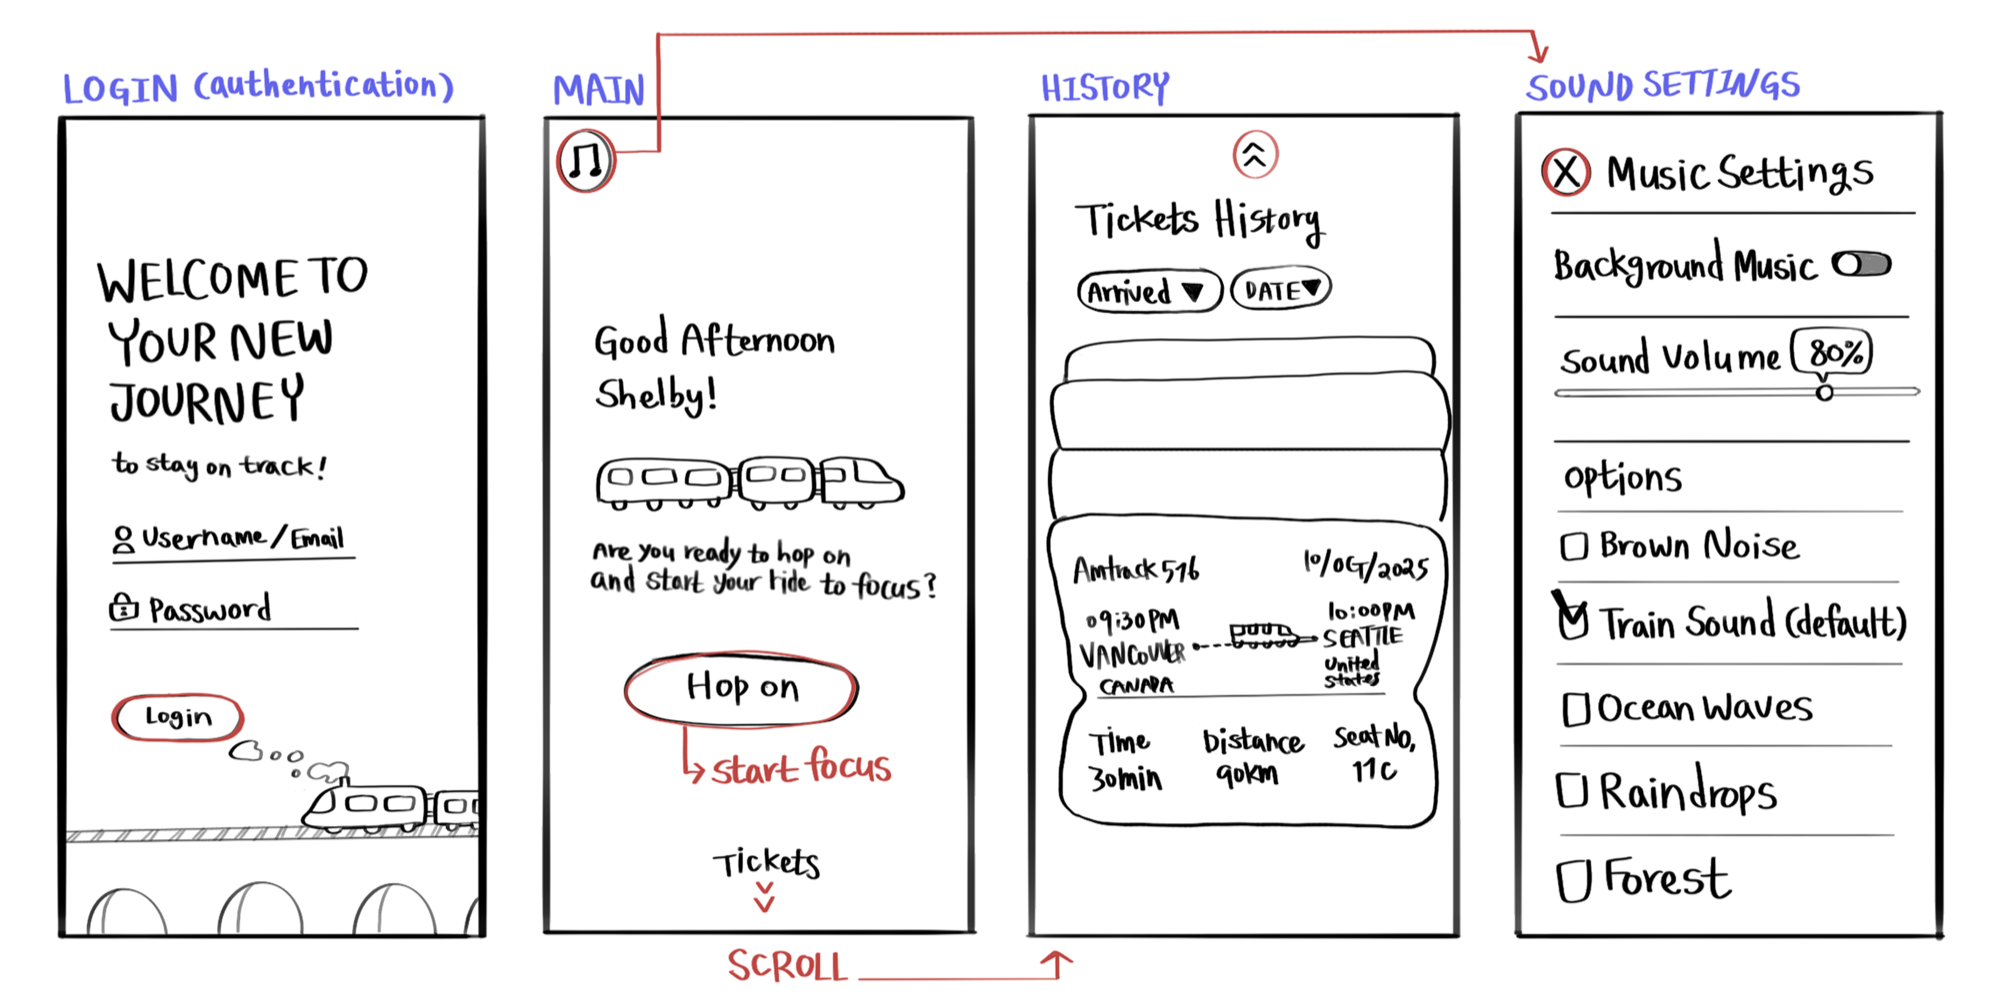 LOGIN (authentication)
WELCOME TO
YOUR NEW
JOURNEY
to stay on track!
Username/Email
Password
Login
MAIN
Good Afternoon
Shelby!
Are you ready to hop on
and start your ride to focus?
Hop on
start focus
Tickets
SCROLL
HISTORY
Tickets History
Arrived ▼ DATE ▼
Amtrack 516 10/OCT/2025
09:30PM 10:00PM
VANCOUVER SEATTLE
CANADA United
States
Time Distance Seat No.
30min 90km 11C
SOUND SETTINGS
X Music Settings
Background Music
Sound Volume 80%
Options
Brown Noise
Train Sound (default)
Ocean Waves
Raindrops
Forest